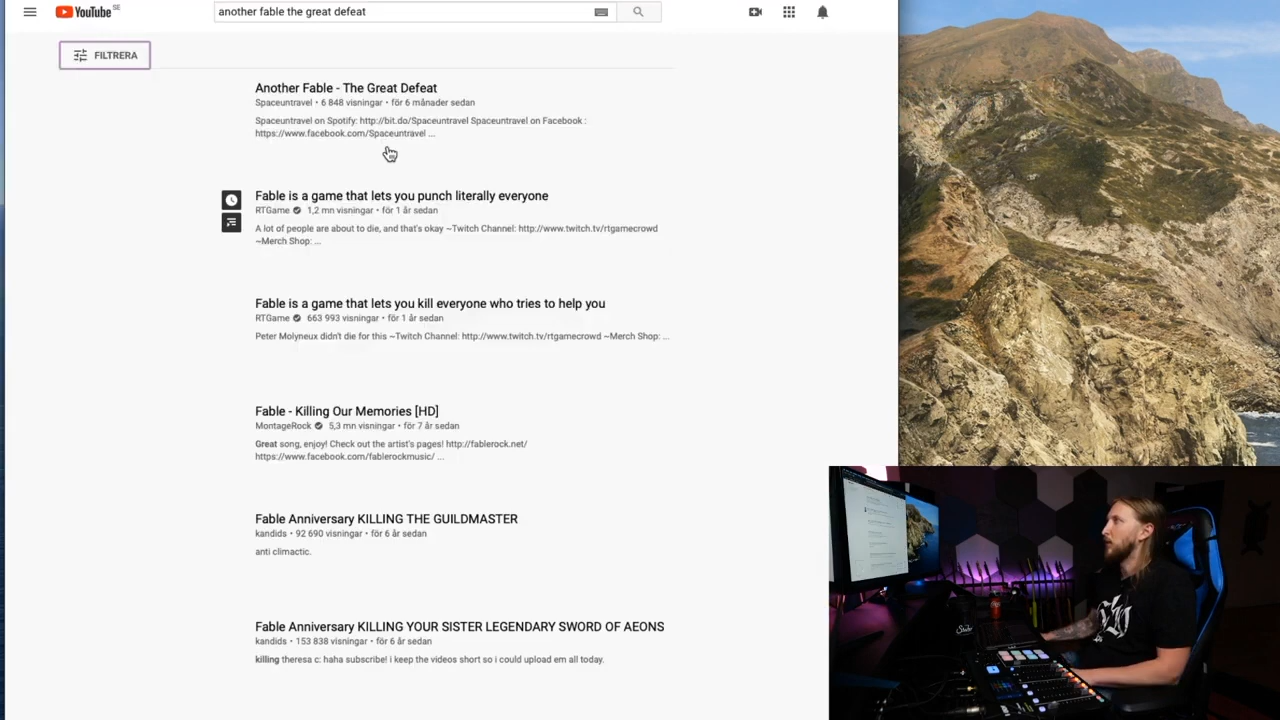 YouTube SE
another fable the great defeat
FILTRERA
Another Fable - The Great Defeat
Spaceuntravel • 6 848 visningar • för 6 månader sedan
Spaceuntravel on Spotify: http://bit.do/Spaceuntravel Spaceuntravel on Facebook :
https://www.facebook.com/Spaceuntravel ...
Fable is a game that lets you punch literally everyone
RTGame 1,2 mn visningar • för 1 år sedan
A lot of people are about to die, and that's okay ~Twitch Channel: http://www.twitch.tv/rtgamecrowd
~Merch Shop: ...
Fable is a game that lets you kill everyone who tries to help you
RTGame 663 993 visningar • för 1 år sedan
Peter Molyneux didn't die for this ~Twitch Channel: http://www.twitch.tv/rtgamecrowd ~Merch Shop: ...
Fable - Killing Our Memories [HD]
MontageRock 5,3 mn visningar • för 7 år sedan
Great song, enjoy! Check out the artist's pages! http://fablerock.net/
https://www.facebook.com/fablerockmusic/ ...
Fable Anniversary KILLING THE GUILDMASTER
kandids • 92 690 visningar • för 6 år sedan
anti climactic.
Fable Anniversary KILLING YOUR SISTER LEGENDARY SWORD OF AEONS
kandids • 153 838 visningar • för 6 år sedan
killing theresa c: haha subscribe! i keep the videos short so i could upload em all today.